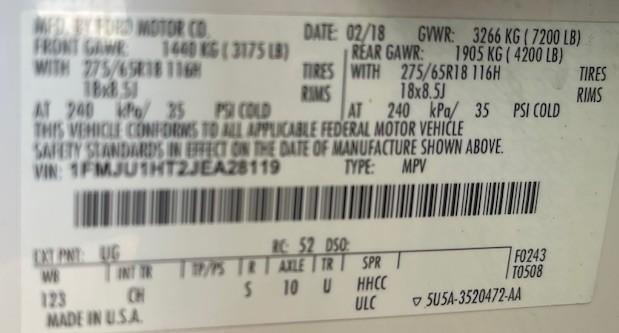 MFD. BY FORD MOTOR CO. DATE: 02/18 GVWR: 3266 KG ( 7200 LB)
FRONT GAWR: 1440 KG ( 3175 LB) REAR GAWR: 1905 KG ( 4200 LB)
WITH 275/65R18 116H TIRES WITH 275/65R18 116H TIRES
18x8.5J RIMS 18x8.5J RIMS
AT 240 kPa/ 35 PSI COLD AT 240 kPa/ 35 PSI COLD
THIS VEHICLE CONFORMS TO ALL APPLICABLE FEDERAL MOTOR VEHICLE
SAFETY STANDARDS IN EFFECT ON THE DATE OF MANUFACTURE SHOWN ABOVE.
VIN: 1FMJU1HT2JEA28119 TYPE: MPV
EXT PNT: UG RC: 52 DSO: F0243
WB INT TR TP/PS R AXLE TR SPR T0508
123 CH 5 10 U HHCC
ULC 5U5A-3520472-AA
MADE IN U.S.A.